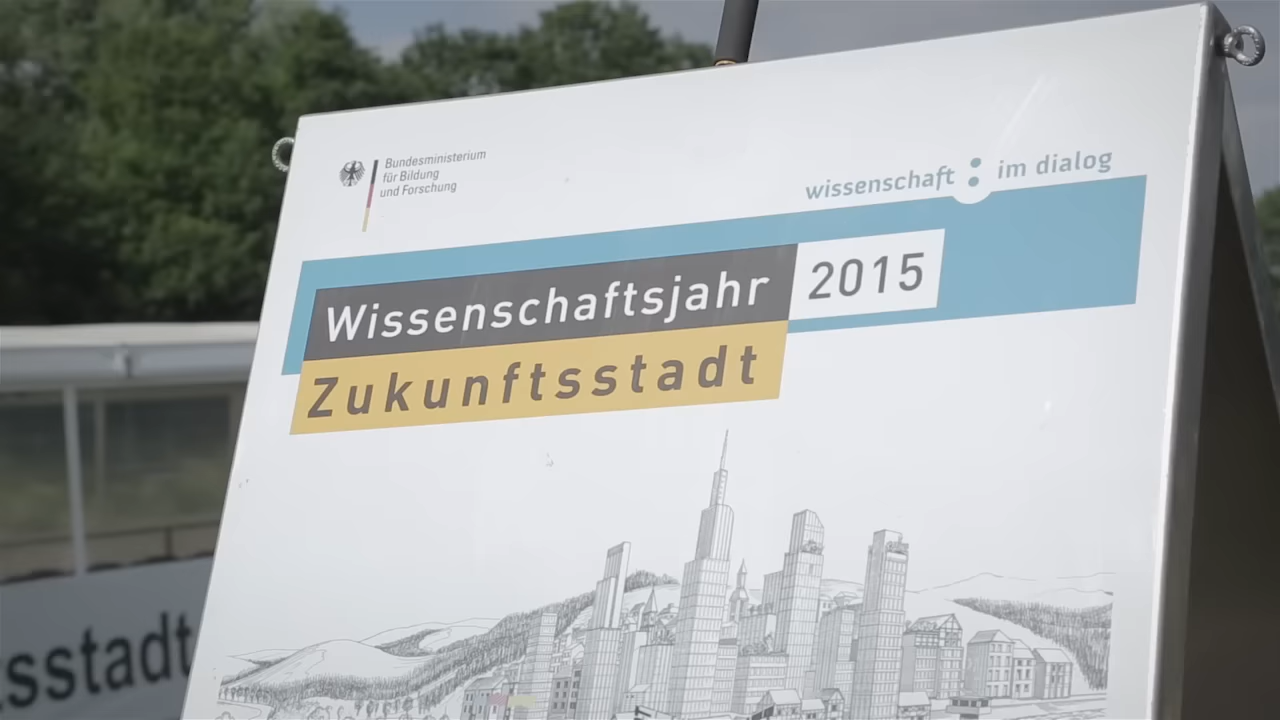 Bundesministerium
für Bildung
und Forschung
wissenschaft : im dialog
Wissenschaftsjahr 2015
Zukunftsstadt
sstadt